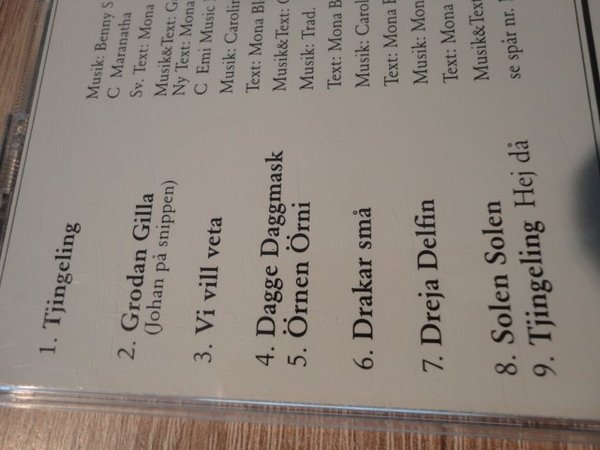 1. Tjingeling
2. Grodan Gilla
(Johan på snippen)
3. Vi vill veta
4. Dagge Daggmask
5. Örnen Örni
6. Drakar små
7. Dreja Delfin
8. Solen Solen
9. Tjingeling Hej då
Musik: Benny S
C Maranatha
Sv. Text: Mona
Musik&Text: G
Ny Text: Mona
C Emi Music
Musik: Carolin
Text: Mona Bl
Musik&Text:
Musik: Trad.
Text: Mona B
Musik: Carol
Text: Mona
Musik: Mon
Text: Mona
Musik&Text
se spår nr.